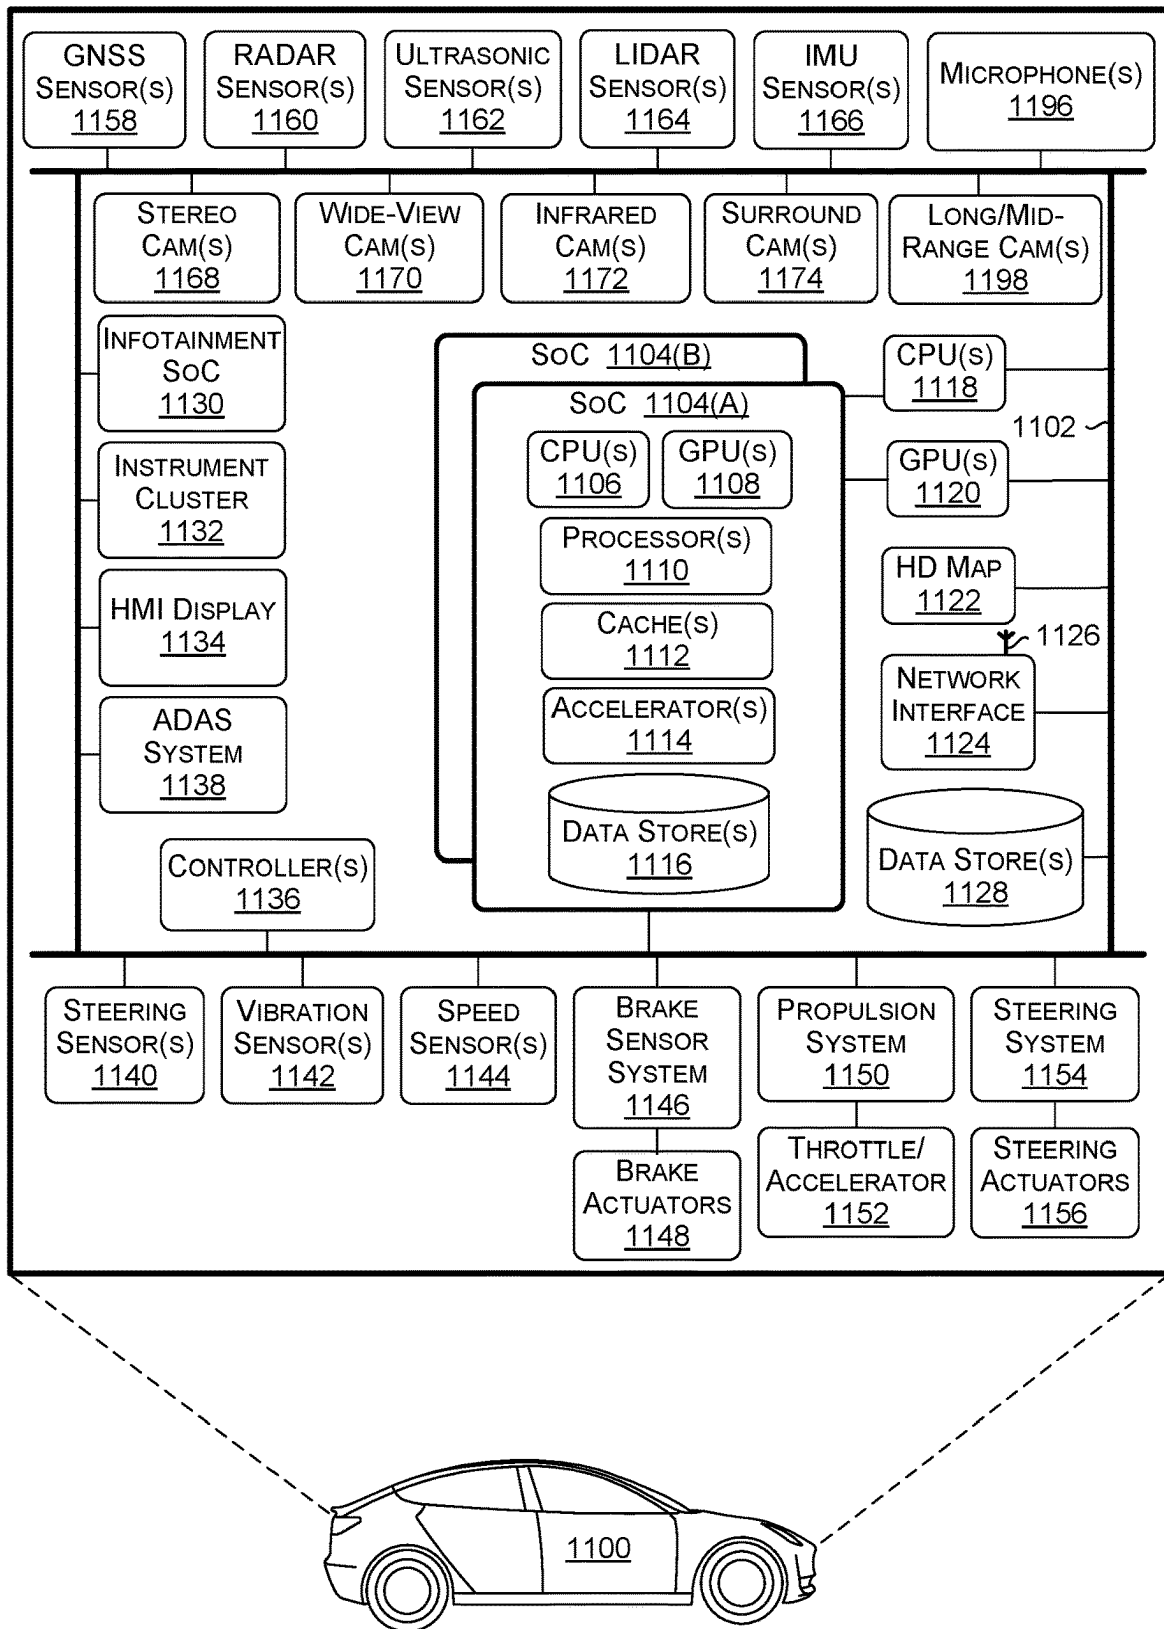 GNSS
SENSOR(S)
1158
RADAR
SENSOR(S)
1160
ULTRASONIC
SENSOR(S)
1162
LIDAR
SENSOR(S)
1164
IMU
SENSOR(S)
1166
MICROPHONE(S)
1196
STEREO
CAM(S)
1168
WIDE-VIEW
CAM(S)
1170
INFRARED
CAM(S)
1172
SURROUND
CAM(S)
1174
LONG/MID-
RANGE CAM(S)
1198
INFOTAINMENT
SOC
1130
INSTRUMENT
CLUSTER
1132
HMI DISPLAY
1134
ADAS
SYSTEM
1138
CONTROLLER(S)
1136
SOC 1104(B)
SOC 1104(A)
CPU(S)
1106
GPU(S)
1108
PROCESSOR(S)
1110
CACHE(S)
1112
ACCELERATOR(S)
1114
DATA STORE(S)
1116
CPU(S)
1118
1102
GPU(S)
1120
HD MAP
1122
1126
NETWORK
INTERFACE
1124
DATA STORE(S)
1128
STEERING
SENSOR(S)
1140
VIBRATION
SENSOR(S)
1142
SPEED
SENSOR(S)
1144
BRAKE
SENSOR
SYSTEM
1146
PROPULSION
SYSTEM
1150
STEERING
SYSTEM
1154
BRAKE
ACTUATORS
1148
THROTTLE/
ACCELERATOR
1152
STEERING
ACTUATORS
1156
1100